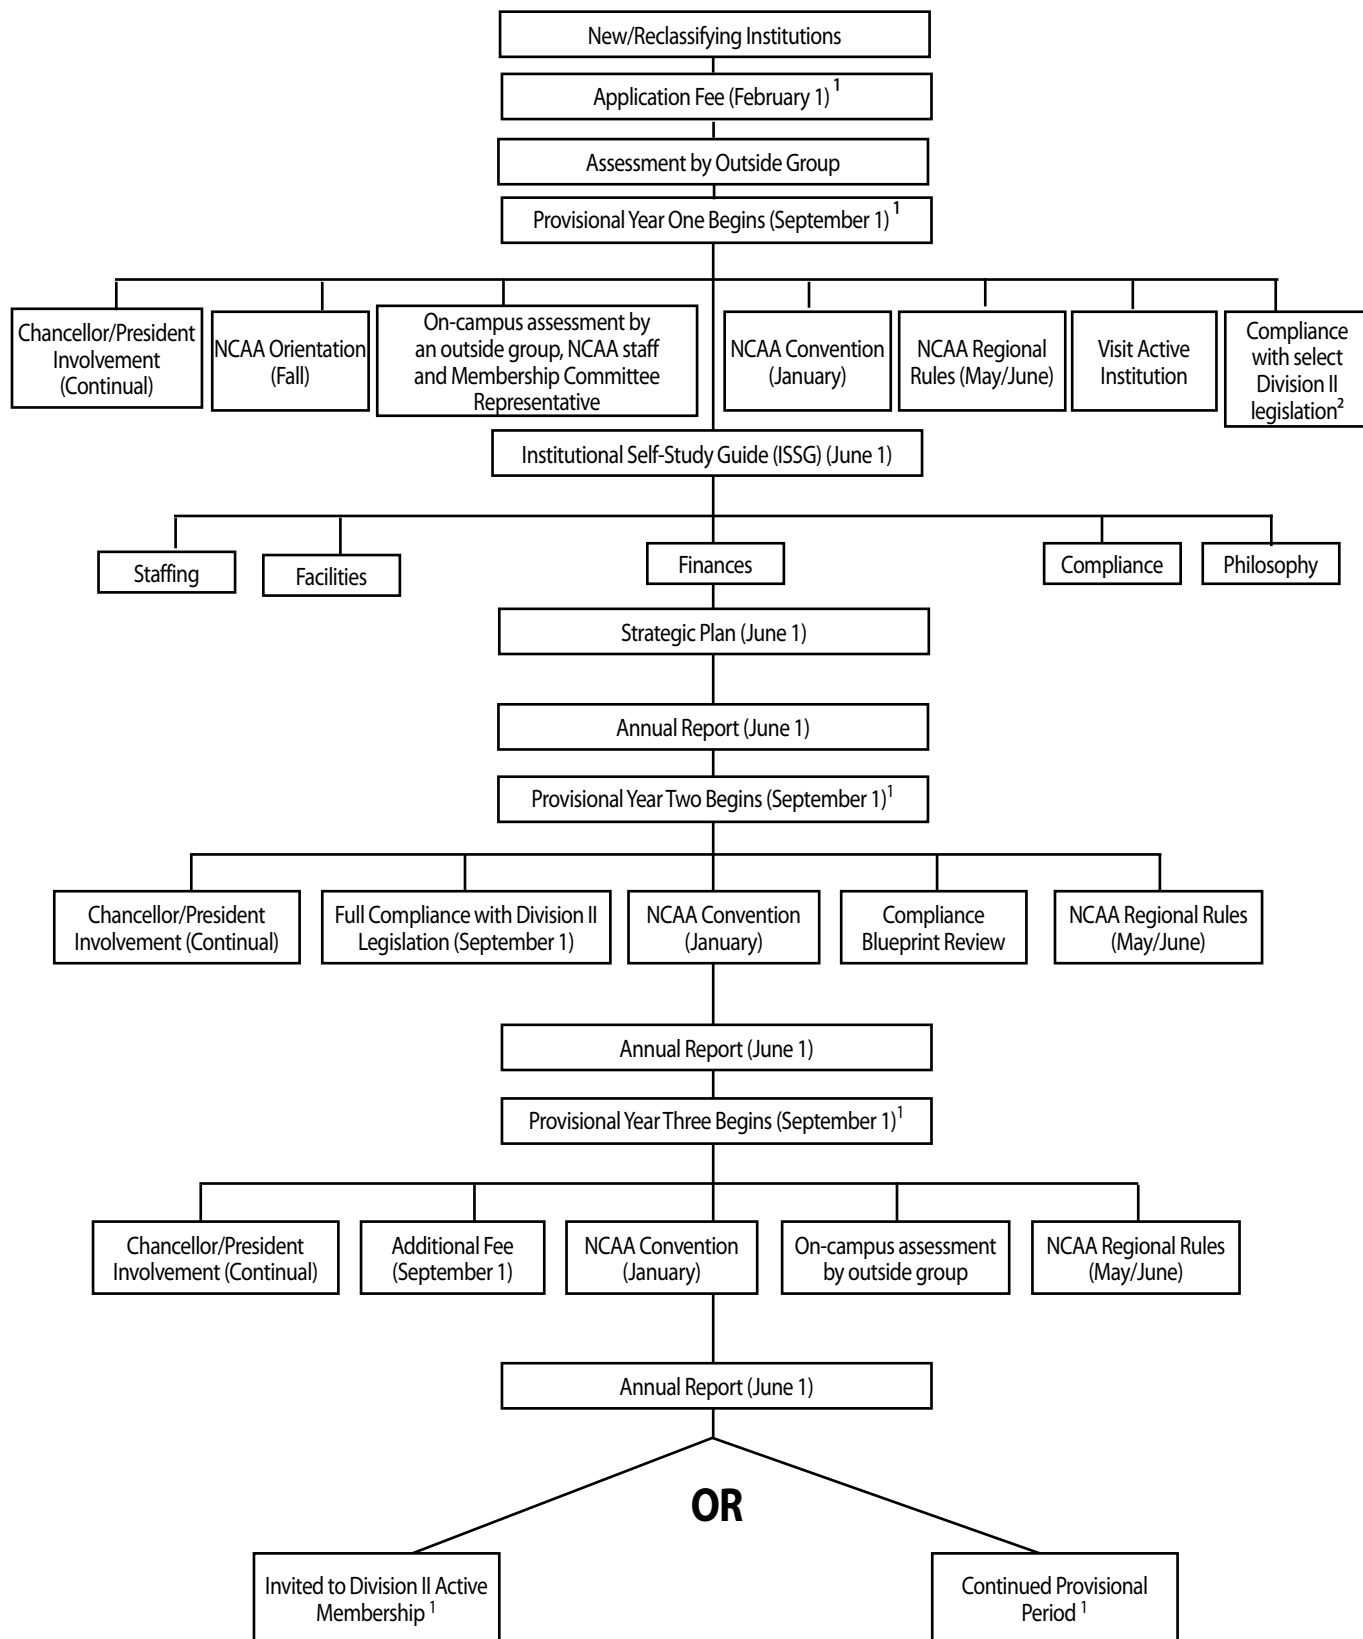 New/Reclassifying Institutions
Application Fee (February 1) 1
Assessment by Outside Group
Provisional Year One Begins (September 1) 1
Chancellor/President
Involvement
(Continual)
NCAA Orientation
(Fall)
On-campus assessment by
an outside group, NCAA staff
and Membership Committee
Representative
NCAA Convention
(January)
NCAA Regional
Rules (May/June)
Visit Active
Institution
Compliance
with select
Division II
legislation2
Institutional Self-Study Guide (ISSG) (June 1)
Staffing
Facilities
Finances
Compliance
Philosophy
Strategic Plan (June 1)
Annual Report (June 1)
Provisional Year Two Begins (September 1)1
Chancellor/President
Involvement (Continual)
Full Compliance with Division II
Legislation (September 1)
NCAA Convention
(January)
Compliance
Blueprint Review
NCAA Regional Rules
(May/June)
Annual Report (June 1)
Provisional Year Three Begins (September 1)1
Chancellor/President
Involvement (Continual)
Additional Fee
(September 1)
NCAA Convention
(January)
On-campus assessment
by outside group
NCAA Regional Rules
(May/June)
Annual Report (June 1)
OR
Invited to Division II Active
Membership 1
Continued Provisional
Period 1